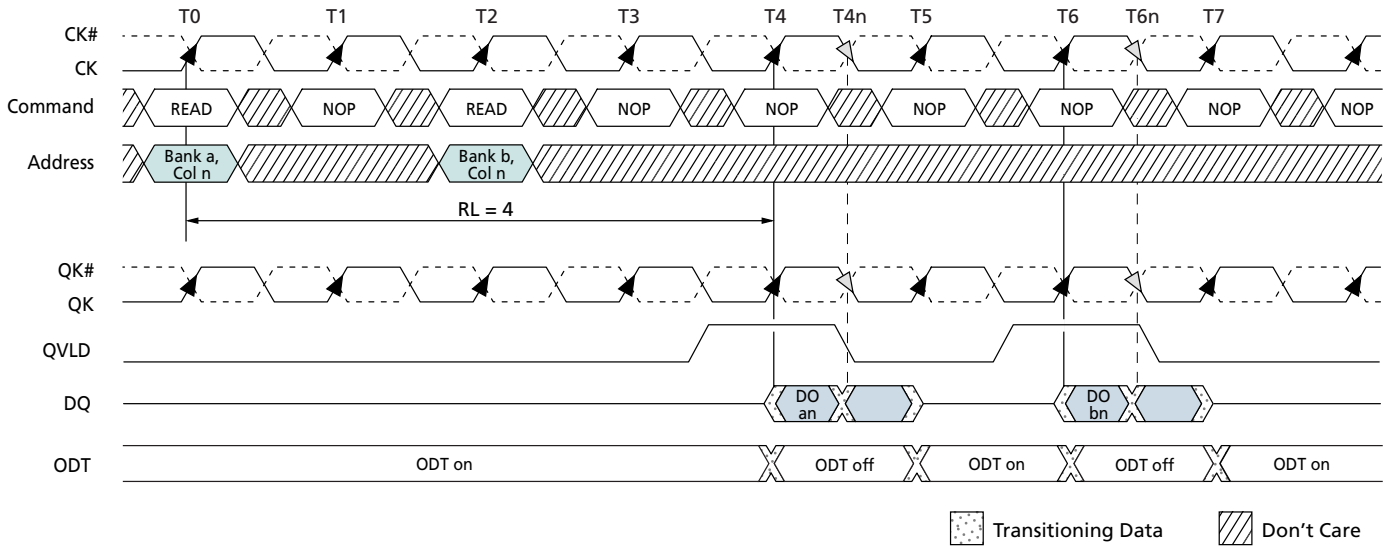 T0 T1 T2 T3 T4 T4n T5 T6 T6n T7
CK#
CK
Command READ NOP READ NOP NOP NOP NOP NOP NOP
Address Bank a, Bank b,
Col n Col n
RL = 4
QK#
QK
QVLD
DQ DO DO
an bn
ODT ODT on ODT off ODT on ODT off ODT on
Transitioning Data Don't Care